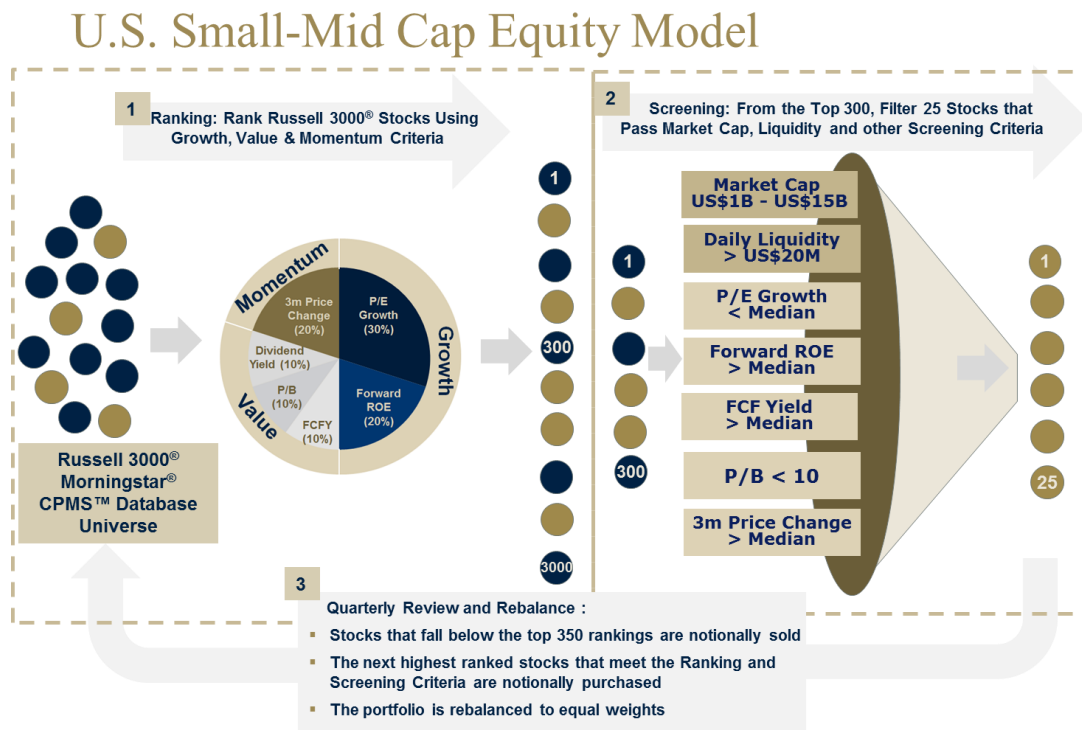 U.S. Small-Mid Cap Equity Model
1
Ranking: Rank Russell 3000® Stocks Using
Growth, Value & Momentum Criteria
Russell 3000®
Morningstar®
CPMS™ Database
Universe
Momentum
Growth
Value
3m Price
Change
(20%)
P/E
Growth
(30%)
Forward
ROE
(20%)
FCFY
(10%)
P/B
(10%)
Dividend
Yield (10%)
1
300
3000
2
Screening: From the Top 300, Filter 25 Stocks that
Pass Market Cap, Liquidity and other Screening Criteria
1
300
Market Cap
US$1B - US$15B
Daily Liquidity
> US$20M
P/E Growth
< Median
Forward ROE
> Median
FCF Yield
> Median
P/B < 10
3m Price Change
> Median
1
25
3
Quarterly Review and Rebalance :
▪ Stocks that fall below the top 350 rankings are notionally sold
▪ The next highest ranked stocks that meet the Ranking and
Screening Criteria are notionally purchased
▪ The portfolio is rebalanced to equal weights